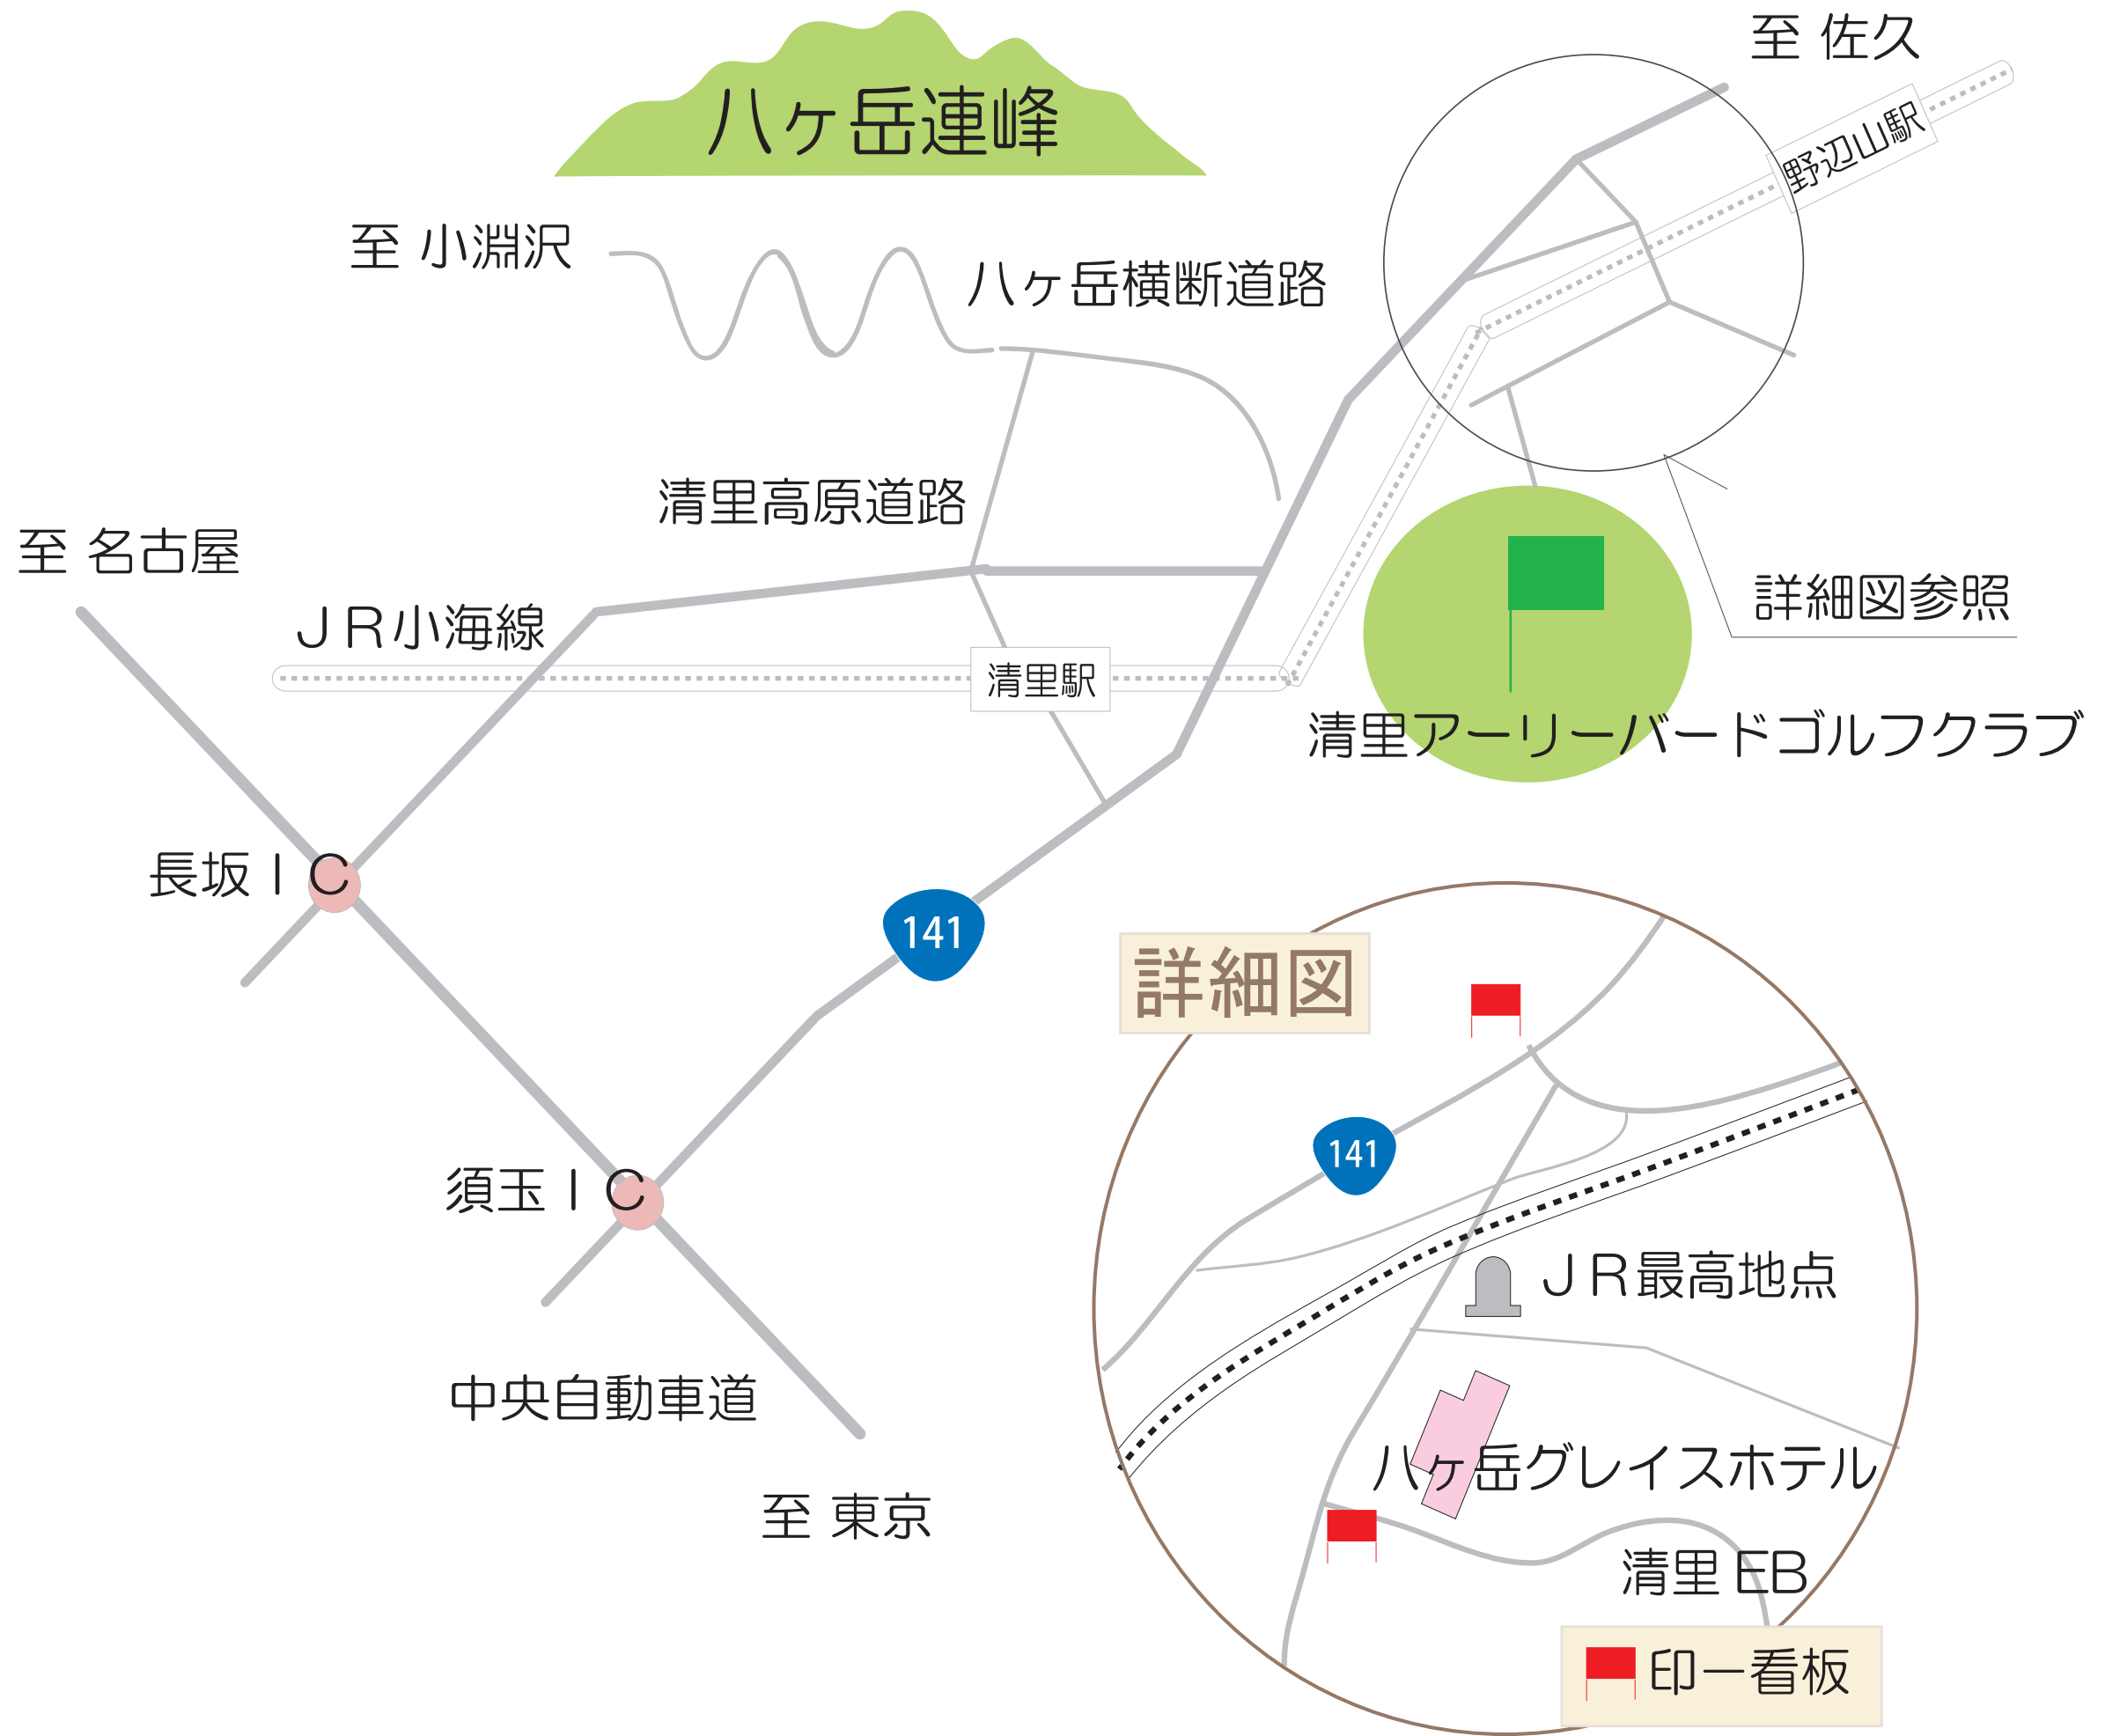 至 佐久
八ヶ岳連峰
野辺山駅
至 小淵沢
八ヶ岳横断道路
清里高原道路
至 名古屋
詳細図参照
JR小海線
清里駅
清里アーリーバードゴルフクラブ
長坂IC
141
詳細図
141
須玉IC
JR最高地点
中央自動車道
八ヶ岳グレイスホテル
至 東京
清里 EB
印ー看板